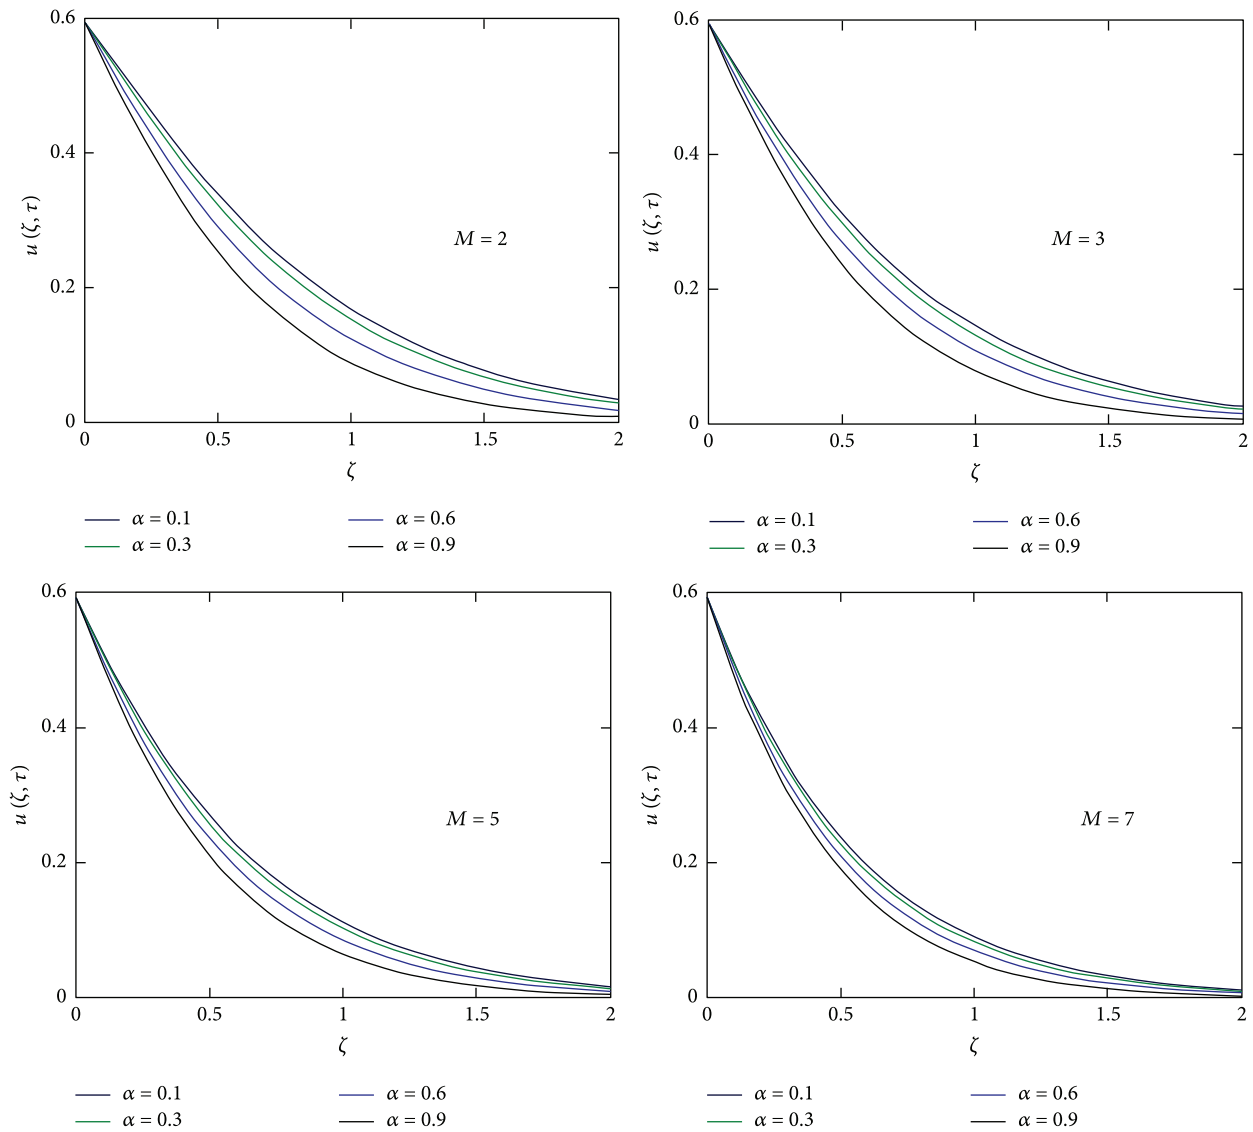 0.6
0.4
0.2
0
u (ζ, τ)
M = 2
0 0.5 1 1.5 2
ζ
α = 0.1 α = 0.6
α = 0.3 α = 0.9
0.6
0.4
0.2
0
u (ζ, τ)
M = 3
0 0.5 1 1.5 2
ζ
α = 0.1 α = 0.6
α = 0.3 α = 0.9
0.6
0.4
0.2
0
u (ζ, τ)
M = 5
0 0.5 1 1.5 2
ζ
α = 0.1 α = 0.6
α = 0.3 α = 0.9
0.6
0.4
0.2
0
u (ζ, τ)
M = 7
0 0.5 1 1.5 2
ζ
α = 0.1 α = 0.6
α = 0.3 α = 0.9